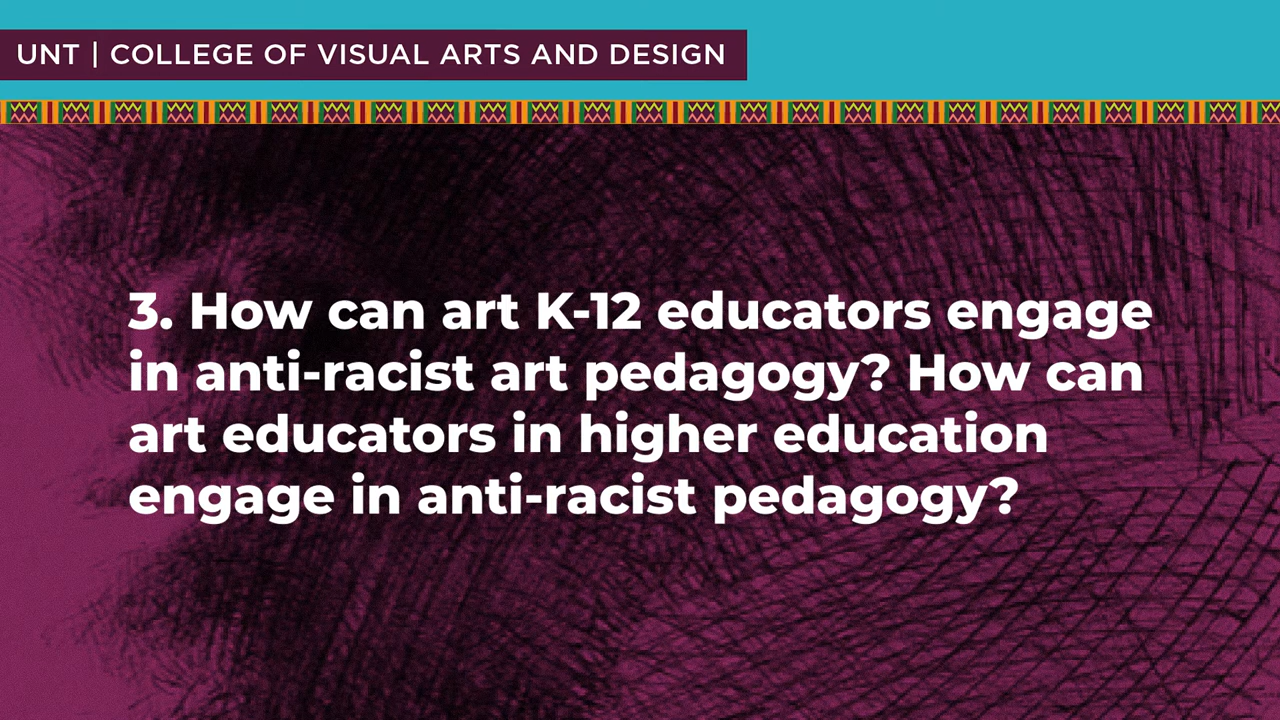 UNT | COLLEGE OF VISUAL ARTS AND DESIGN
3. How can art K-12 educators engage
in anti-racist art pedagogy? How can
art educators in higher education
engage in anti-racist pedagogy?